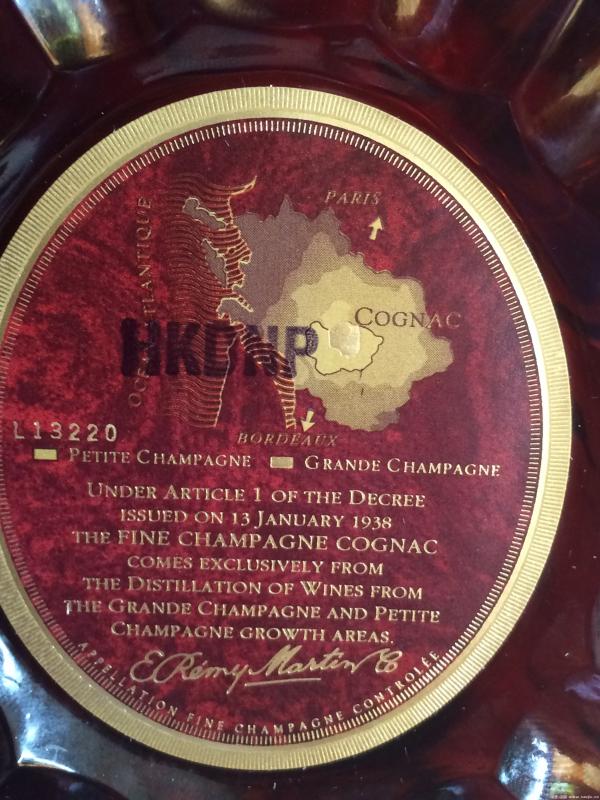 PARIS
OCEAN ATLANTIQUE
COGNAC
HKDNP
L13220
BORDEAUX
PETITE CHAMPAGNE GRANDE CHAMPAGNE
UNDER ARTICLE 1 OF THE DECREE
ISSUED ON 13 JANUARY 1938
THE FINE CHAMPAGNE COGNAC
COMES EXCLUSIVELY FROM
THE DISTILLATION OF WINES FROM
THE GRANDE CHAMPAGNE AND PETITE
CHAMPAGNE GROWTH AREAS.
E. Rémy Martin & Co
APPELLATION FINE CHAMPAGNE CONTROLÉE